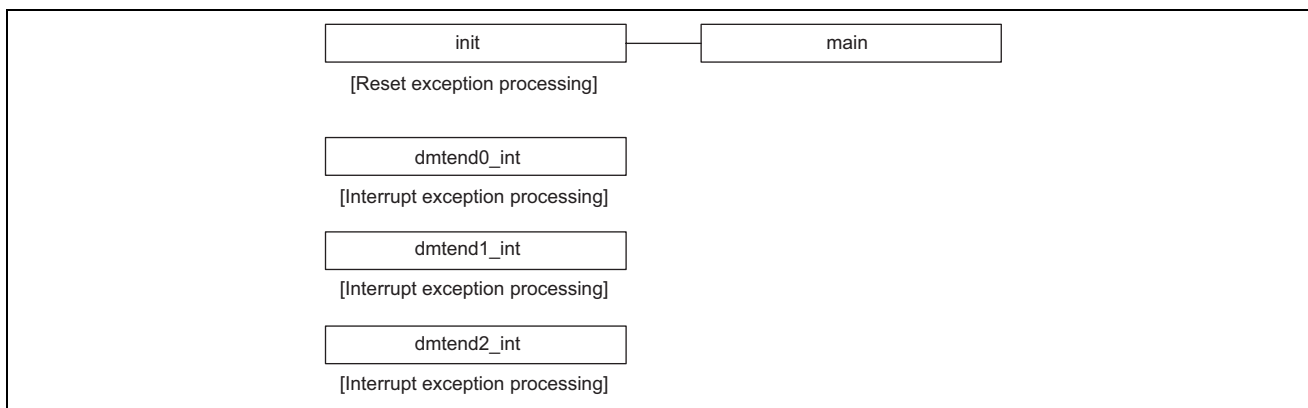 init
main
[Reset exception processing]
dmtend0_int
[Interrupt exception processing]
dmtend1_int
[Interrupt exception processing]
dmtend2_int
[Interrupt exception processing]